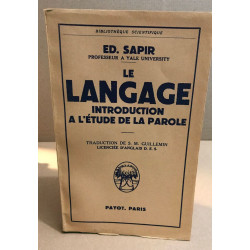 BIBLIOTHÈQUE SCIENTIFIQUE
ED. SAPIR
PROFESSEUR A YALE UNIVERSITY
LE
LANGAGE
INTRODUCTION
A L'ÉTUDE DE LA PAROLE
TRADUCTION DE S. M. GUILLEMIN
LICENCIÉ D'ANGLAIS D. E. S.
PAYOT, PARIS